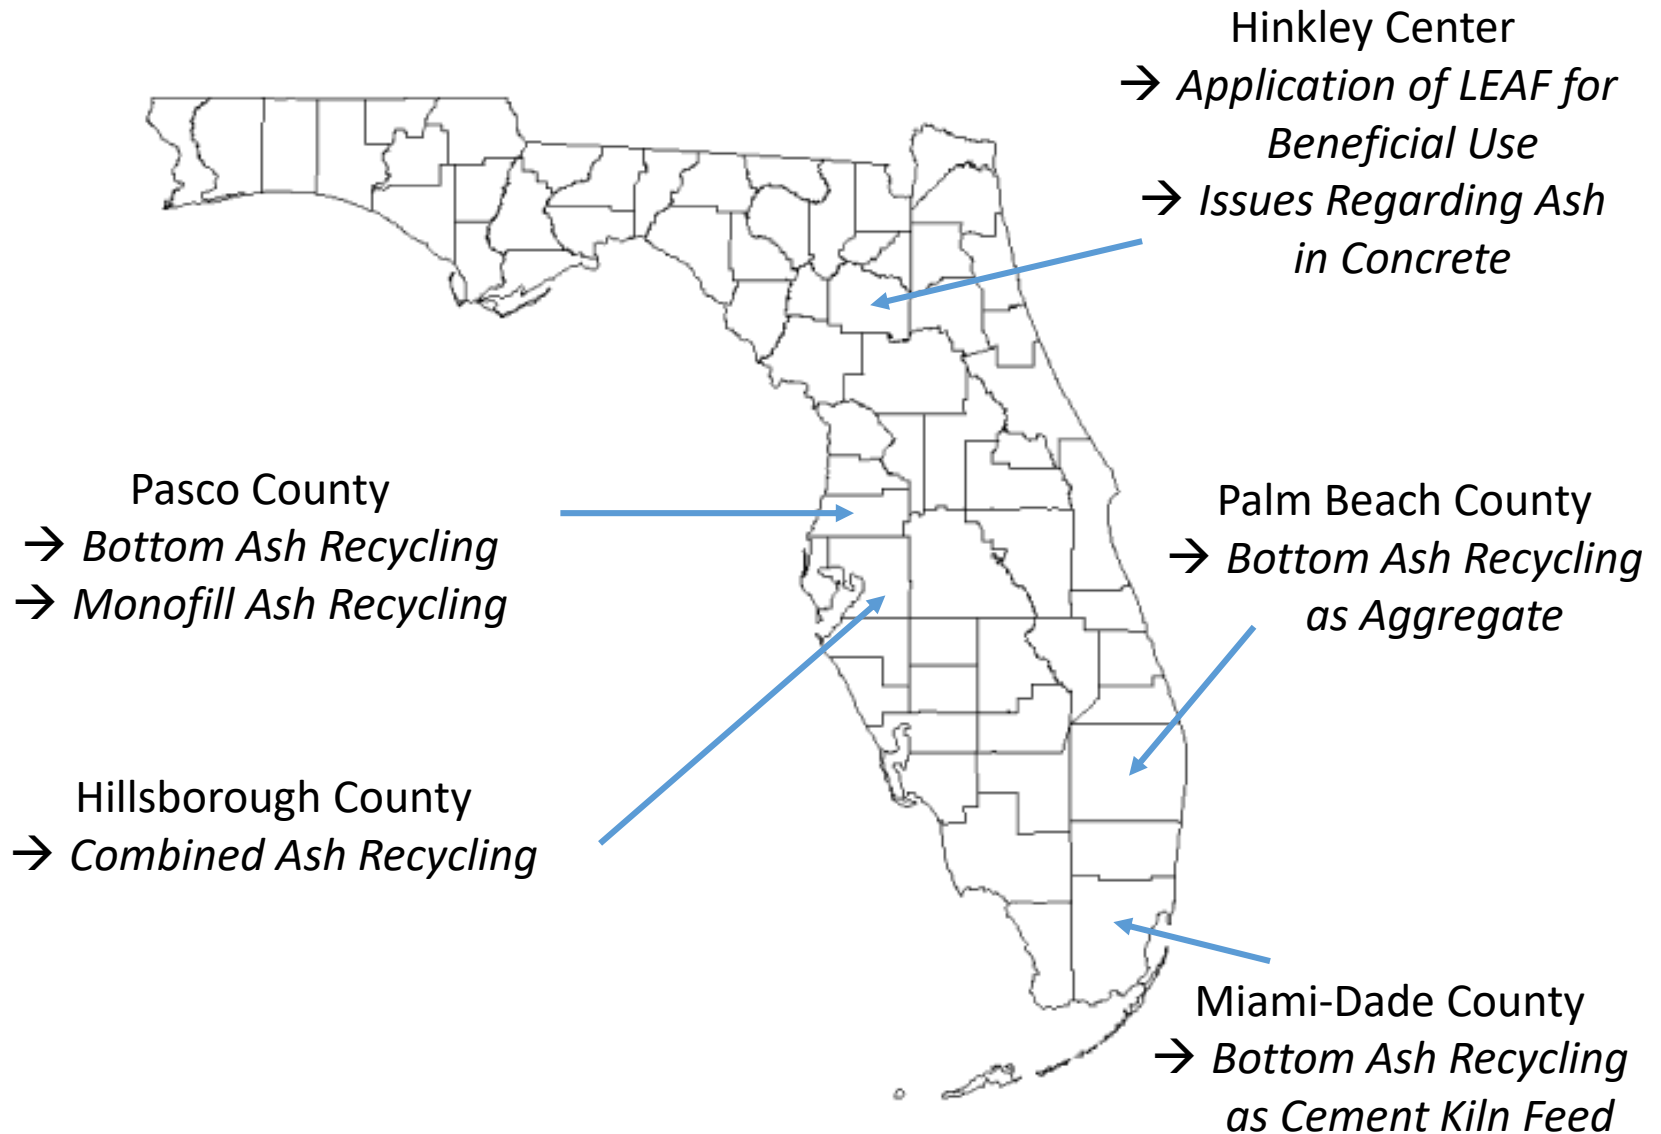 Hinkley Center
→ Application of LEAF for
Beneficial Use
→ Issues Regarding Ash
in Concrete
Pasco County
→ Bottom Ash Recycling
→ Monofill Ash Recycling
Palm Beach County
→ Bottom Ash Recycling
as Aggregate
Hillsborough County
→ Combined Ash Recycling
Miami-Dade County
→ Bottom Ash Recycling
as Cement Kiln Feed